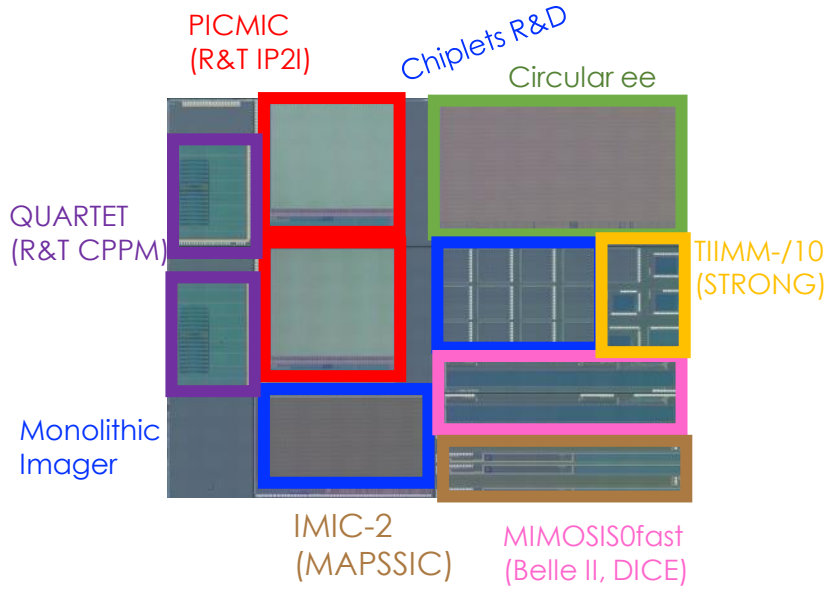 PICMIC
(R&T IP2I)
Chiplets R&D
Circular ee
QUARTET
(R&T CPPM)
TIIMM-/10
(STRONG)
Monolithic
Imager
IMIC-2
(MAPSSIC)
MIMOSIS0fast
(Belle II, DICE)